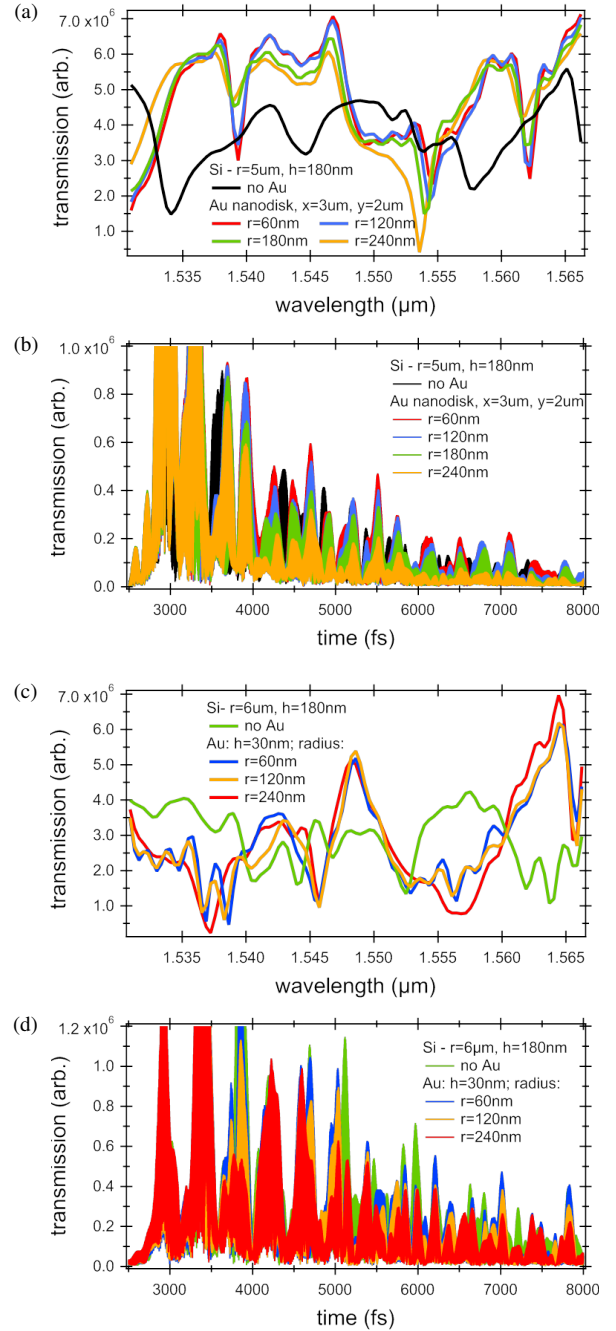 (a)
7.0 x10⁶
6.0
5.0
4.0
3.0
2.0
1.0
transmission (arb.)
Si - r=5um, h=180nm
no Au
Au nanodisk, x=3um, y=2um
r=60nm r=120nm
r=180nm r=240nm
1.535 1.540 1.545 1.550 1.555 1.560 1.565
wavelength (µm)
(b)
1.0 x10⁶
0.8
0.6
0.4
0.2
0.0
transmission (arb.)
Si - r=5um, h=180nm
no Au
Au nanodisk, x=3um, y=2um
r=60nm
r=120nm
r=180nm
r=240nm
3000 4000 5000 6000 7000 8000
time (fs)
(c)
7.0 x 10⁶
6.0
5.0
4.0
3.0
2.0
1.0
transmission (arb.)
Si- r=6um, h=180nm
no Au
Au: h=30nm; radius:
r=60nm
r=120nm
r=240nm
1.535 1.540 1.545 1.550 1.555 1.560 1.565
wavelength (µm)
(d)
1.2 x 10⁶
1.0
0.8
0.6
0.4
0.2
0.0
transmission (arb.)
Si - r=6µm, h=180nm
no Au
Au: h=30nm; radius:
r=60nm
r=120nm
r=240nm
3000 4000 5000 6000 7000 8000
time (fs)